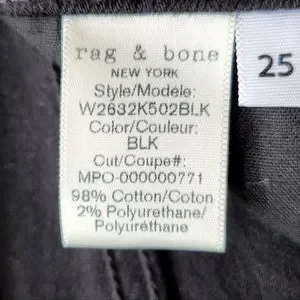 rag & bone
NEW YORK
Style/Modèle:
W2632K502BLK
Color/Couleur:
BLK
Cut/Coupe#:
MPO-000000771
98% Cotton/Coton
2% Polyurethane/
Polyuréthane
25